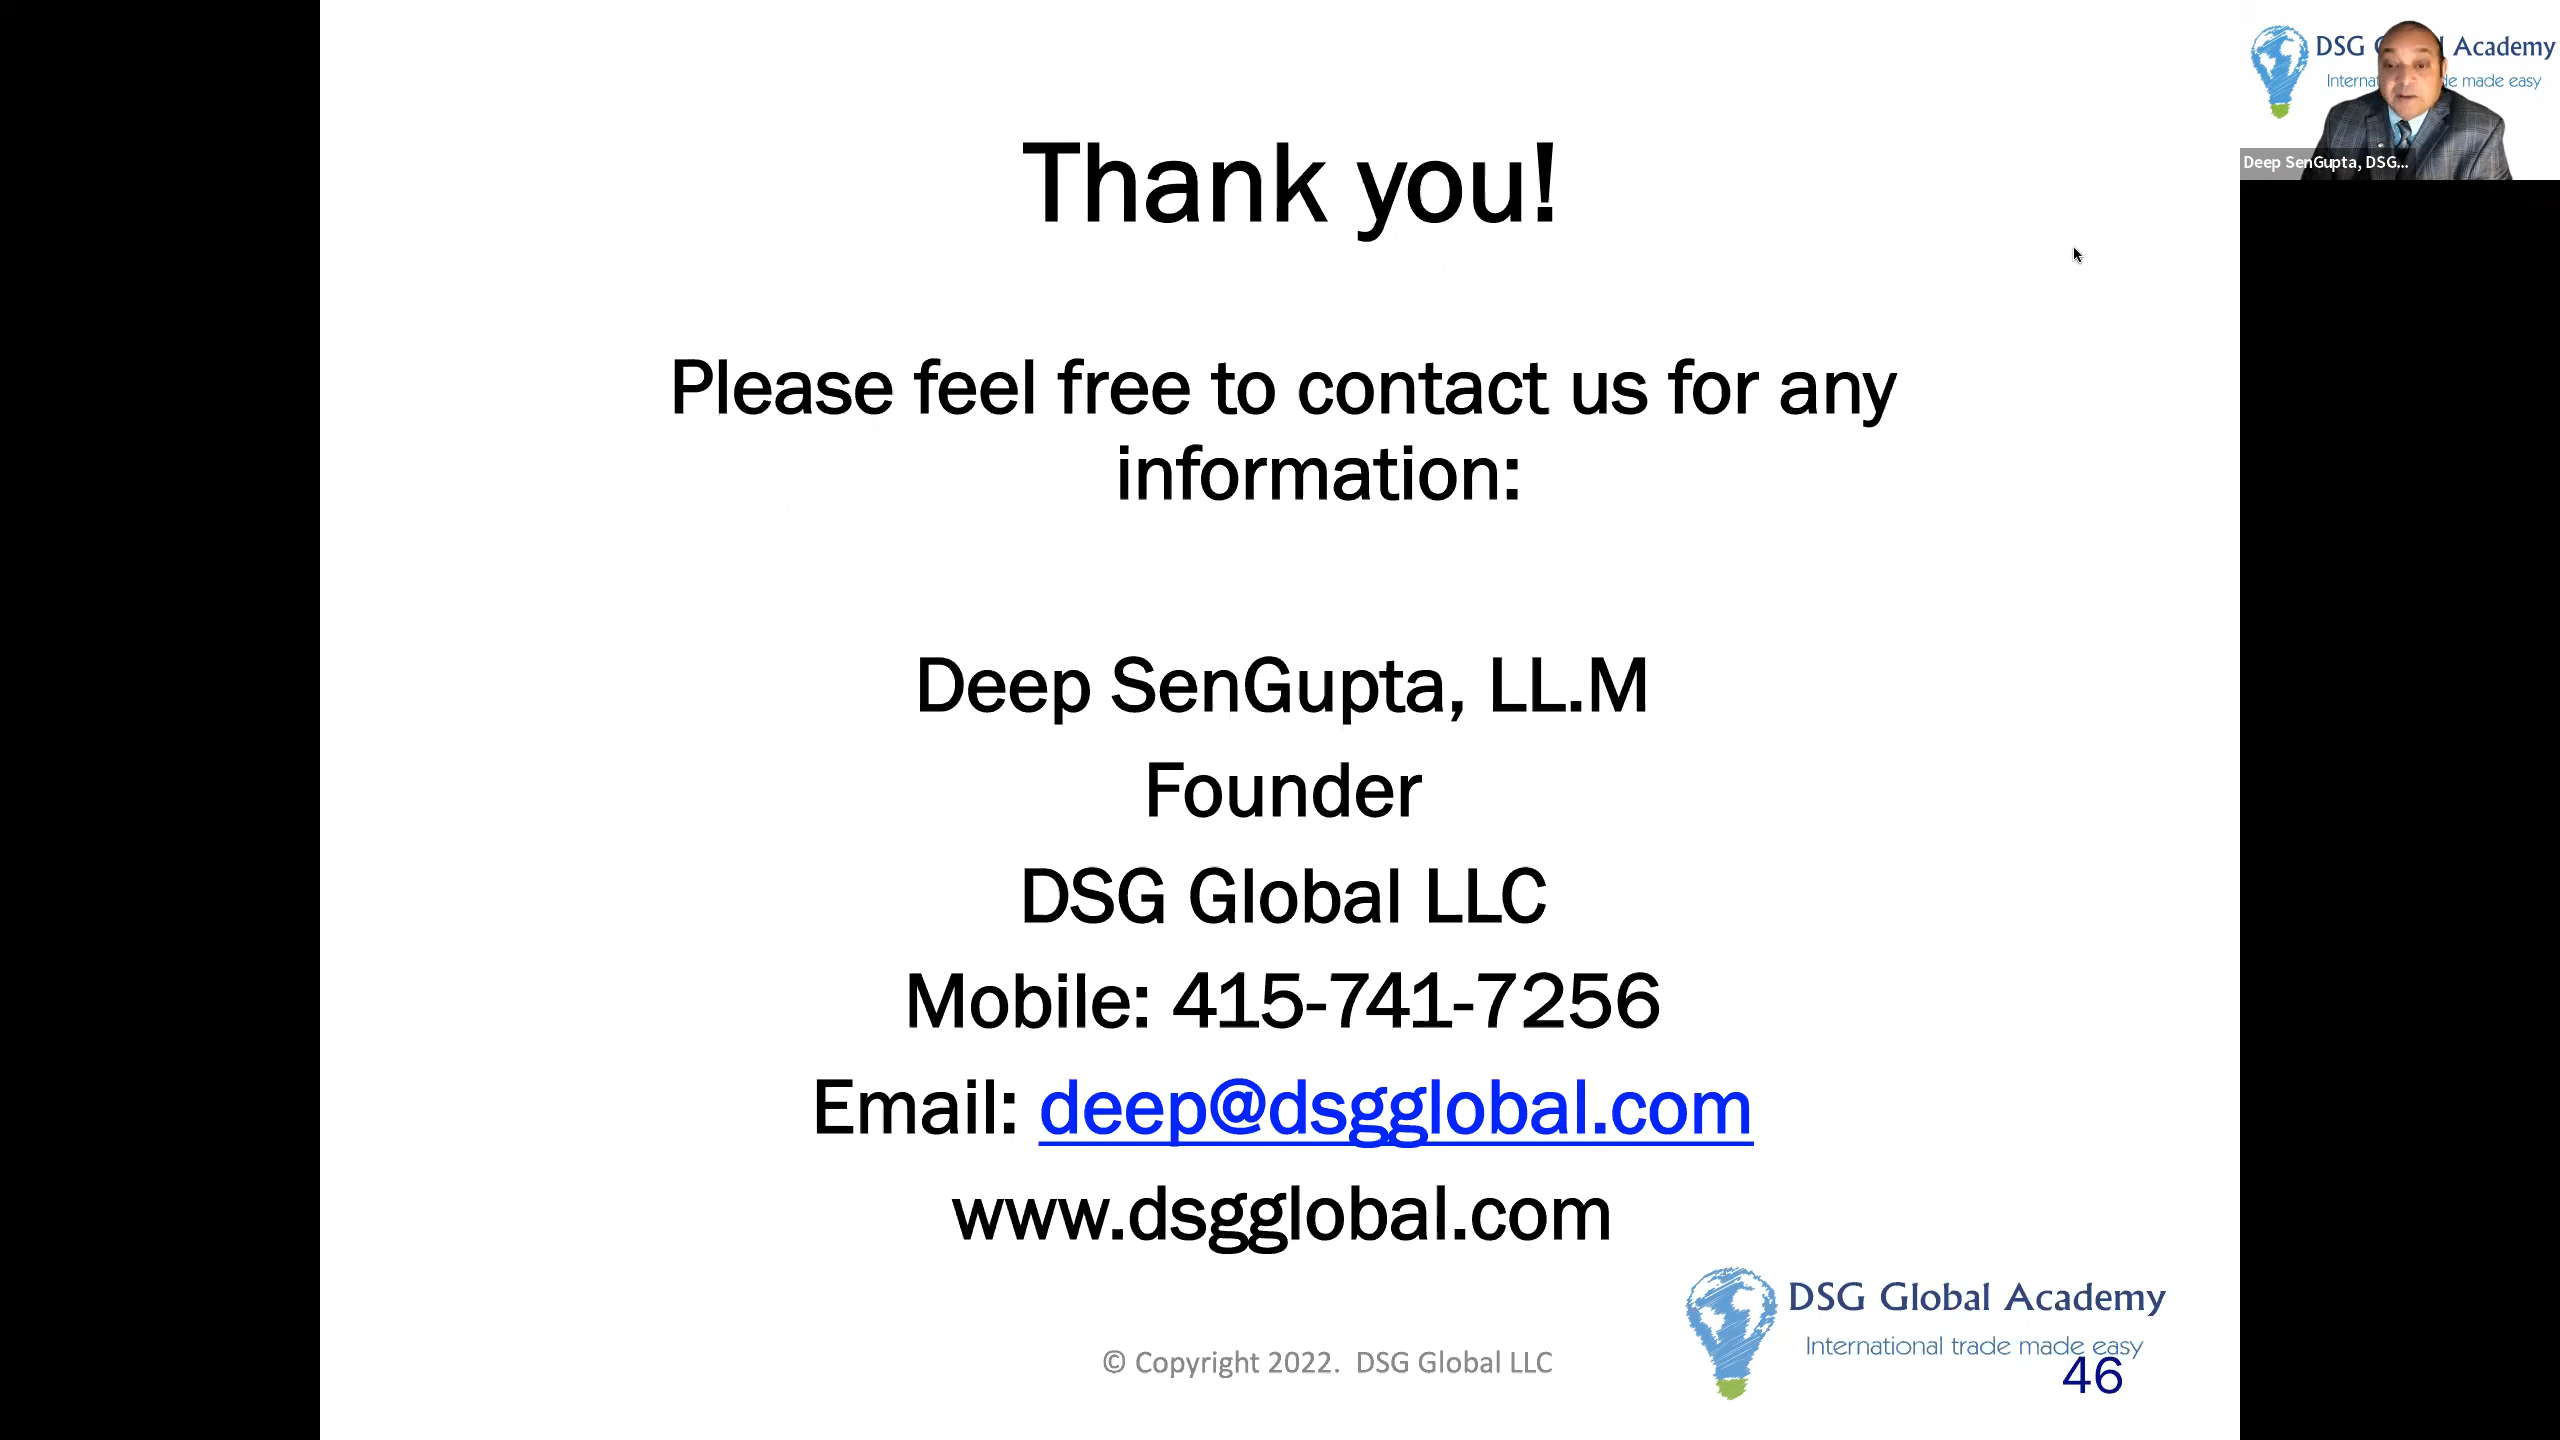 Thank you!
Please feel free to contact us for any
information:
Deep SenGupta, LL.M
Founder
DSG Global LLC
Mobile: 415-741-7256
Email: deep@dsgglobal.com
www.dsgglobal.com
DSG Global Academy
International trade made easy
© Copyright 2022. DSG Global LLC
46
DSG Academy
made easy
Deep SenGupta, DSG...